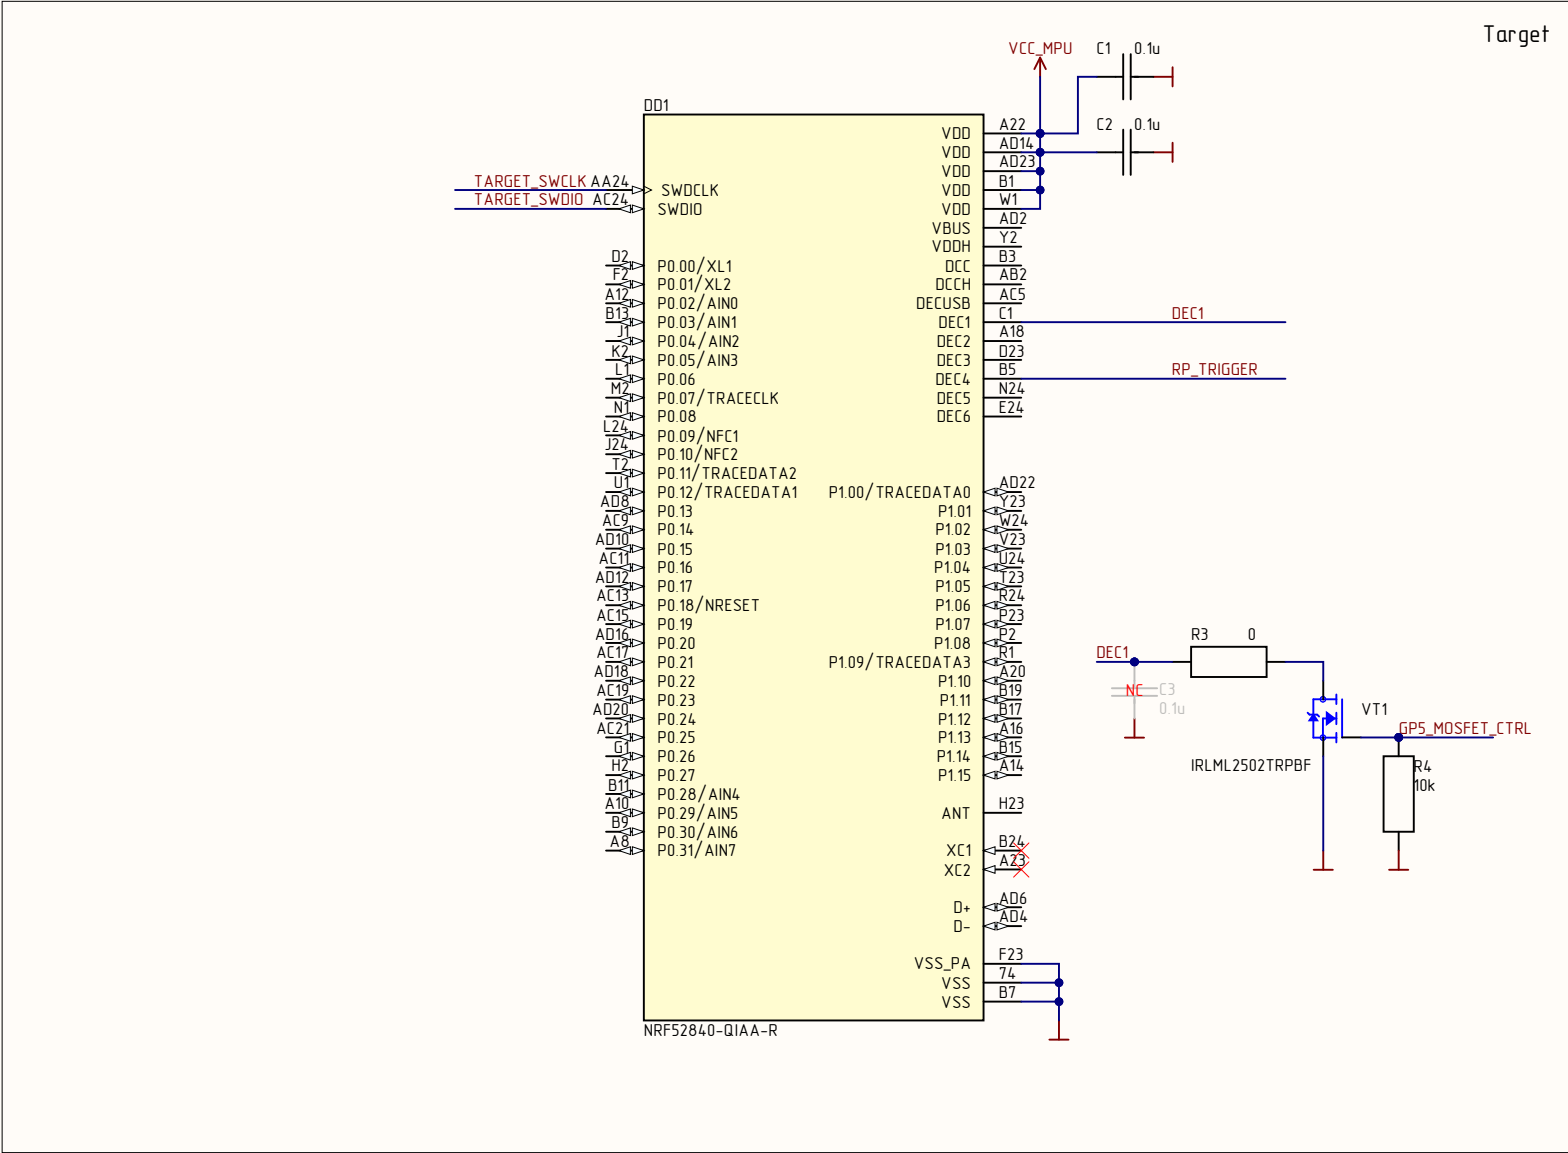 Target
VCC_MPU
C1 0.1u
C2 0.1u
DD1
TARGET_SWCLK AA24 SWDCLK
TARGET_SWDIO AC24 SWDIO
D2 P0.00/XL1
F2 P0.01/XL2
A12 P0.02/AIN0
B13 P0.03/AIN1
J1 P0.04/AIN2
K2 P0.05/AIN3
L1 P0.06
M2 P0.07/TRACECLK
N1 P0.08
L24 P0.09/NFC1
J24 P0.10/NFC2
T2 P0.11/TRACEDATA2
U1 P0.12/TRACEDATA1
AD8 P0.13
AC9 P0.14
AD10 P0.15
AC11 P0.16
AD12 P0.17
AC13 P0.18/NRESET
AC15 P0.19
AD16 P0.20
AC17 P0.21
AD18 P0.22
AC19 P0.23
AD20 P0.24
AC21 P0.25
G1 P0.26
H2 P0.27
B11 P0.28/AIN4
A10 P0.29/AIN5
B9 P0.30/AIN6
A8 P0.31/AIN7
VDD A22
VDD AD14
VDD AD23
VDD B1
VDD W1
VBUS AD2
VDDH Y2
DCC B3
DCCH AB2
DECUSB AC5
DEC1 C1 DEC1
DEC2 A18
DEC3 D23
DEC4 B5 RP_TRIGGER
DEC5 N24
DEC6 E24
P1.00/TRACEDATA0 AD22
P1.01 Y23
P1.02 W24
P1.03 V23
P1.04 U24
P1.05 T23
P1.06 R24
P1.07 P23
P1.08 P2
P1.09/TRACEDATA3 R1
P1.10 A20
P1.11 B19
P1.12 B17
P1.13 A16
P1.14 B15
P1.15 A14
ANT H23
XC1 B24
XC2 A23
D+ AD6
D- AD4
VSS_PA F23
VSS 74
VSS B7
NRF52840-QIAA-R
R3 0
DEC1
NC C3
0.1u
VT1
GP5_MOSFET_CTRL
IRLML2502TRPBF
R4
10k